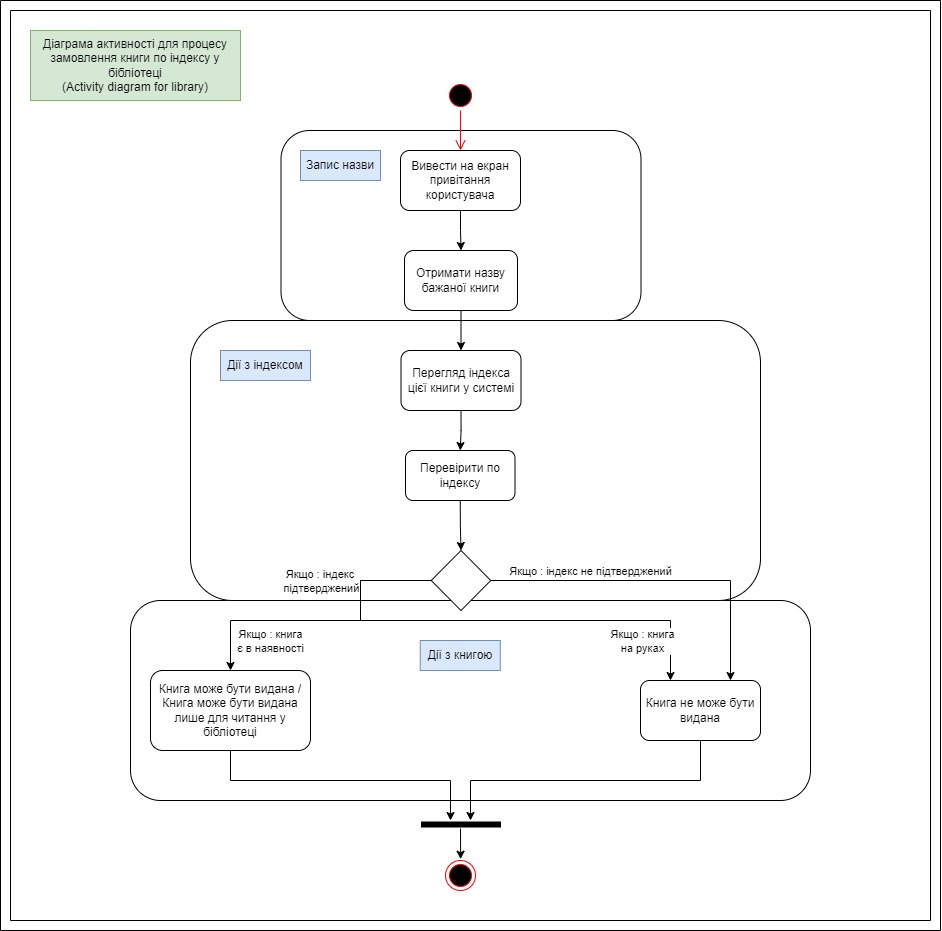 Діаграма активності для процесу
замовлення книги по індексу у
бібліотеці
(Activity diagram for library)
Запис назви
Вивести на екран
привітання
користувача
Отримати назву
бажаної книги
Дії з індексом
Перегляд індекса
цієї книги у системі
Перевірити по
індексу
Якщо : індекс
підтверджений
Якщо : індекс не підтверджений
Якщо : книга
є в наявності
Дії з книгою
Якщо : книга
на руках
Книга може бути видана /
Книга може бути видана
лише для читання у
бібліотеці
Книга не може бути
видана